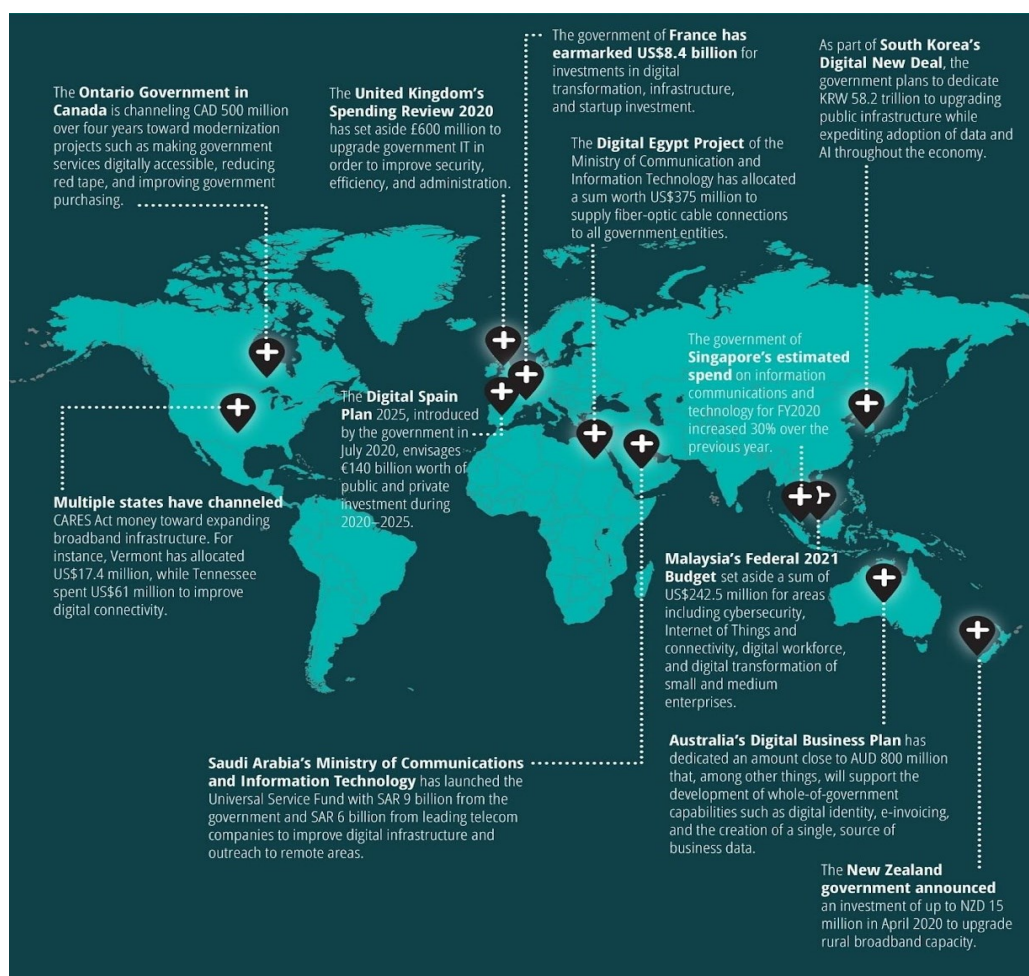 The Ontario Government in
Canada is channeling CAD 500 million
over four years toward modernization
projects such as making government
services digitally accessible, reducing
red tape, and improving government
purchasing.
The United Kingdom's
Spending Review 2020
has set aside £600 million to
upgrade government IT in
order to improve security,
efficiency, and administration.
The government of France has
earmarked US$8.4 billion for
investments in digital
transformation, infrastructure,
and startup investment.
The Digital Egypt Project of the
Ministry of Communication and
Information Technology has allocated
a sum worth US$375 million to
supply fiber-optic cable connections
to all government entities.
As part of South Korea's
Digital New Deal, the
government plans to dedicate
KRW 58.2 trillion to upgrading
public infrastructure while
expediting adoption of data and
AI throughout the economy.
The government of
Singapore's estimated
spend on information
communications and
technology for FY2020
increased 30% over the
previous year.
The Digital Spain
Plan 2025, introduced
by the government in
July 2020, envisages
€140 billion worth of
public and private
investment during
2020–2025.
Multiple states have channeled
CARES Act money toward expanding
broadband infrastructure. For
instance, Vermont has allocated
US$17.4 million, while Tennessee
spent US$61 million to improve
digital connectivity.
Malaysia's Federal 2021
Budget set aside a sum of
US$242.5 million for areas
including cybersecurity,
Internet of Things and
connectivity, digital workforce,
and digital transformation of
small and medium
enterprises.
Saudi Arabia's Ministry of Communications
and Information Technology has launched the
Universal Service Fund with SAR 9 billion from the
government and SAR 6 billion from leading telecom
companies to improve digital infrastructure and
outreach to remote areas.
Australia's Digital Business Plan has
dedicated an amount close to AUD 800 million
that, among other things, will support the
development of whole-of-government
capabilities such as digital identity, e-invoicing,
and the creation of a single, source of
business data.
The New Zealand
government announced
an investment of up to NZD 15
million in April 2020 to upgrade
rural broadband capacity.